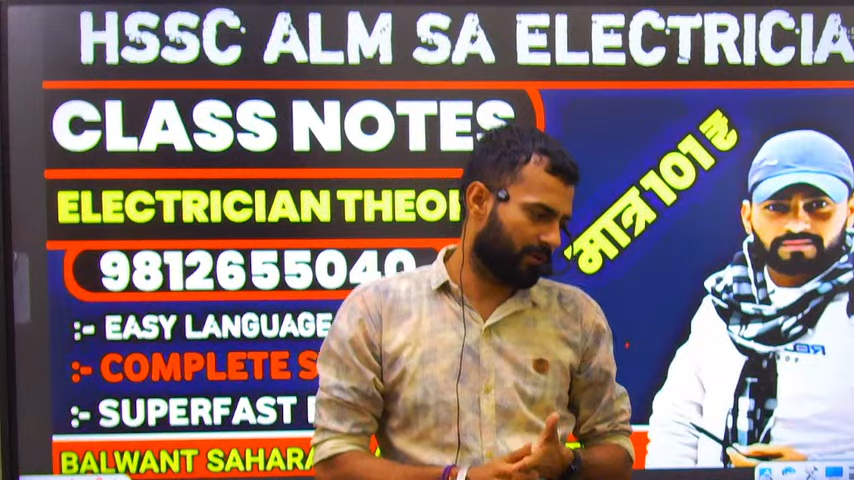 HSSC ALM SA ELECTRICIA
CLASS NOTES
मात्र 101 ₹
ELECTRICIAN THEO
9812655040
:- EASY LANGUAGE
:- COMPLETE S
:- SUPERFAST
BALWANT SAHARA